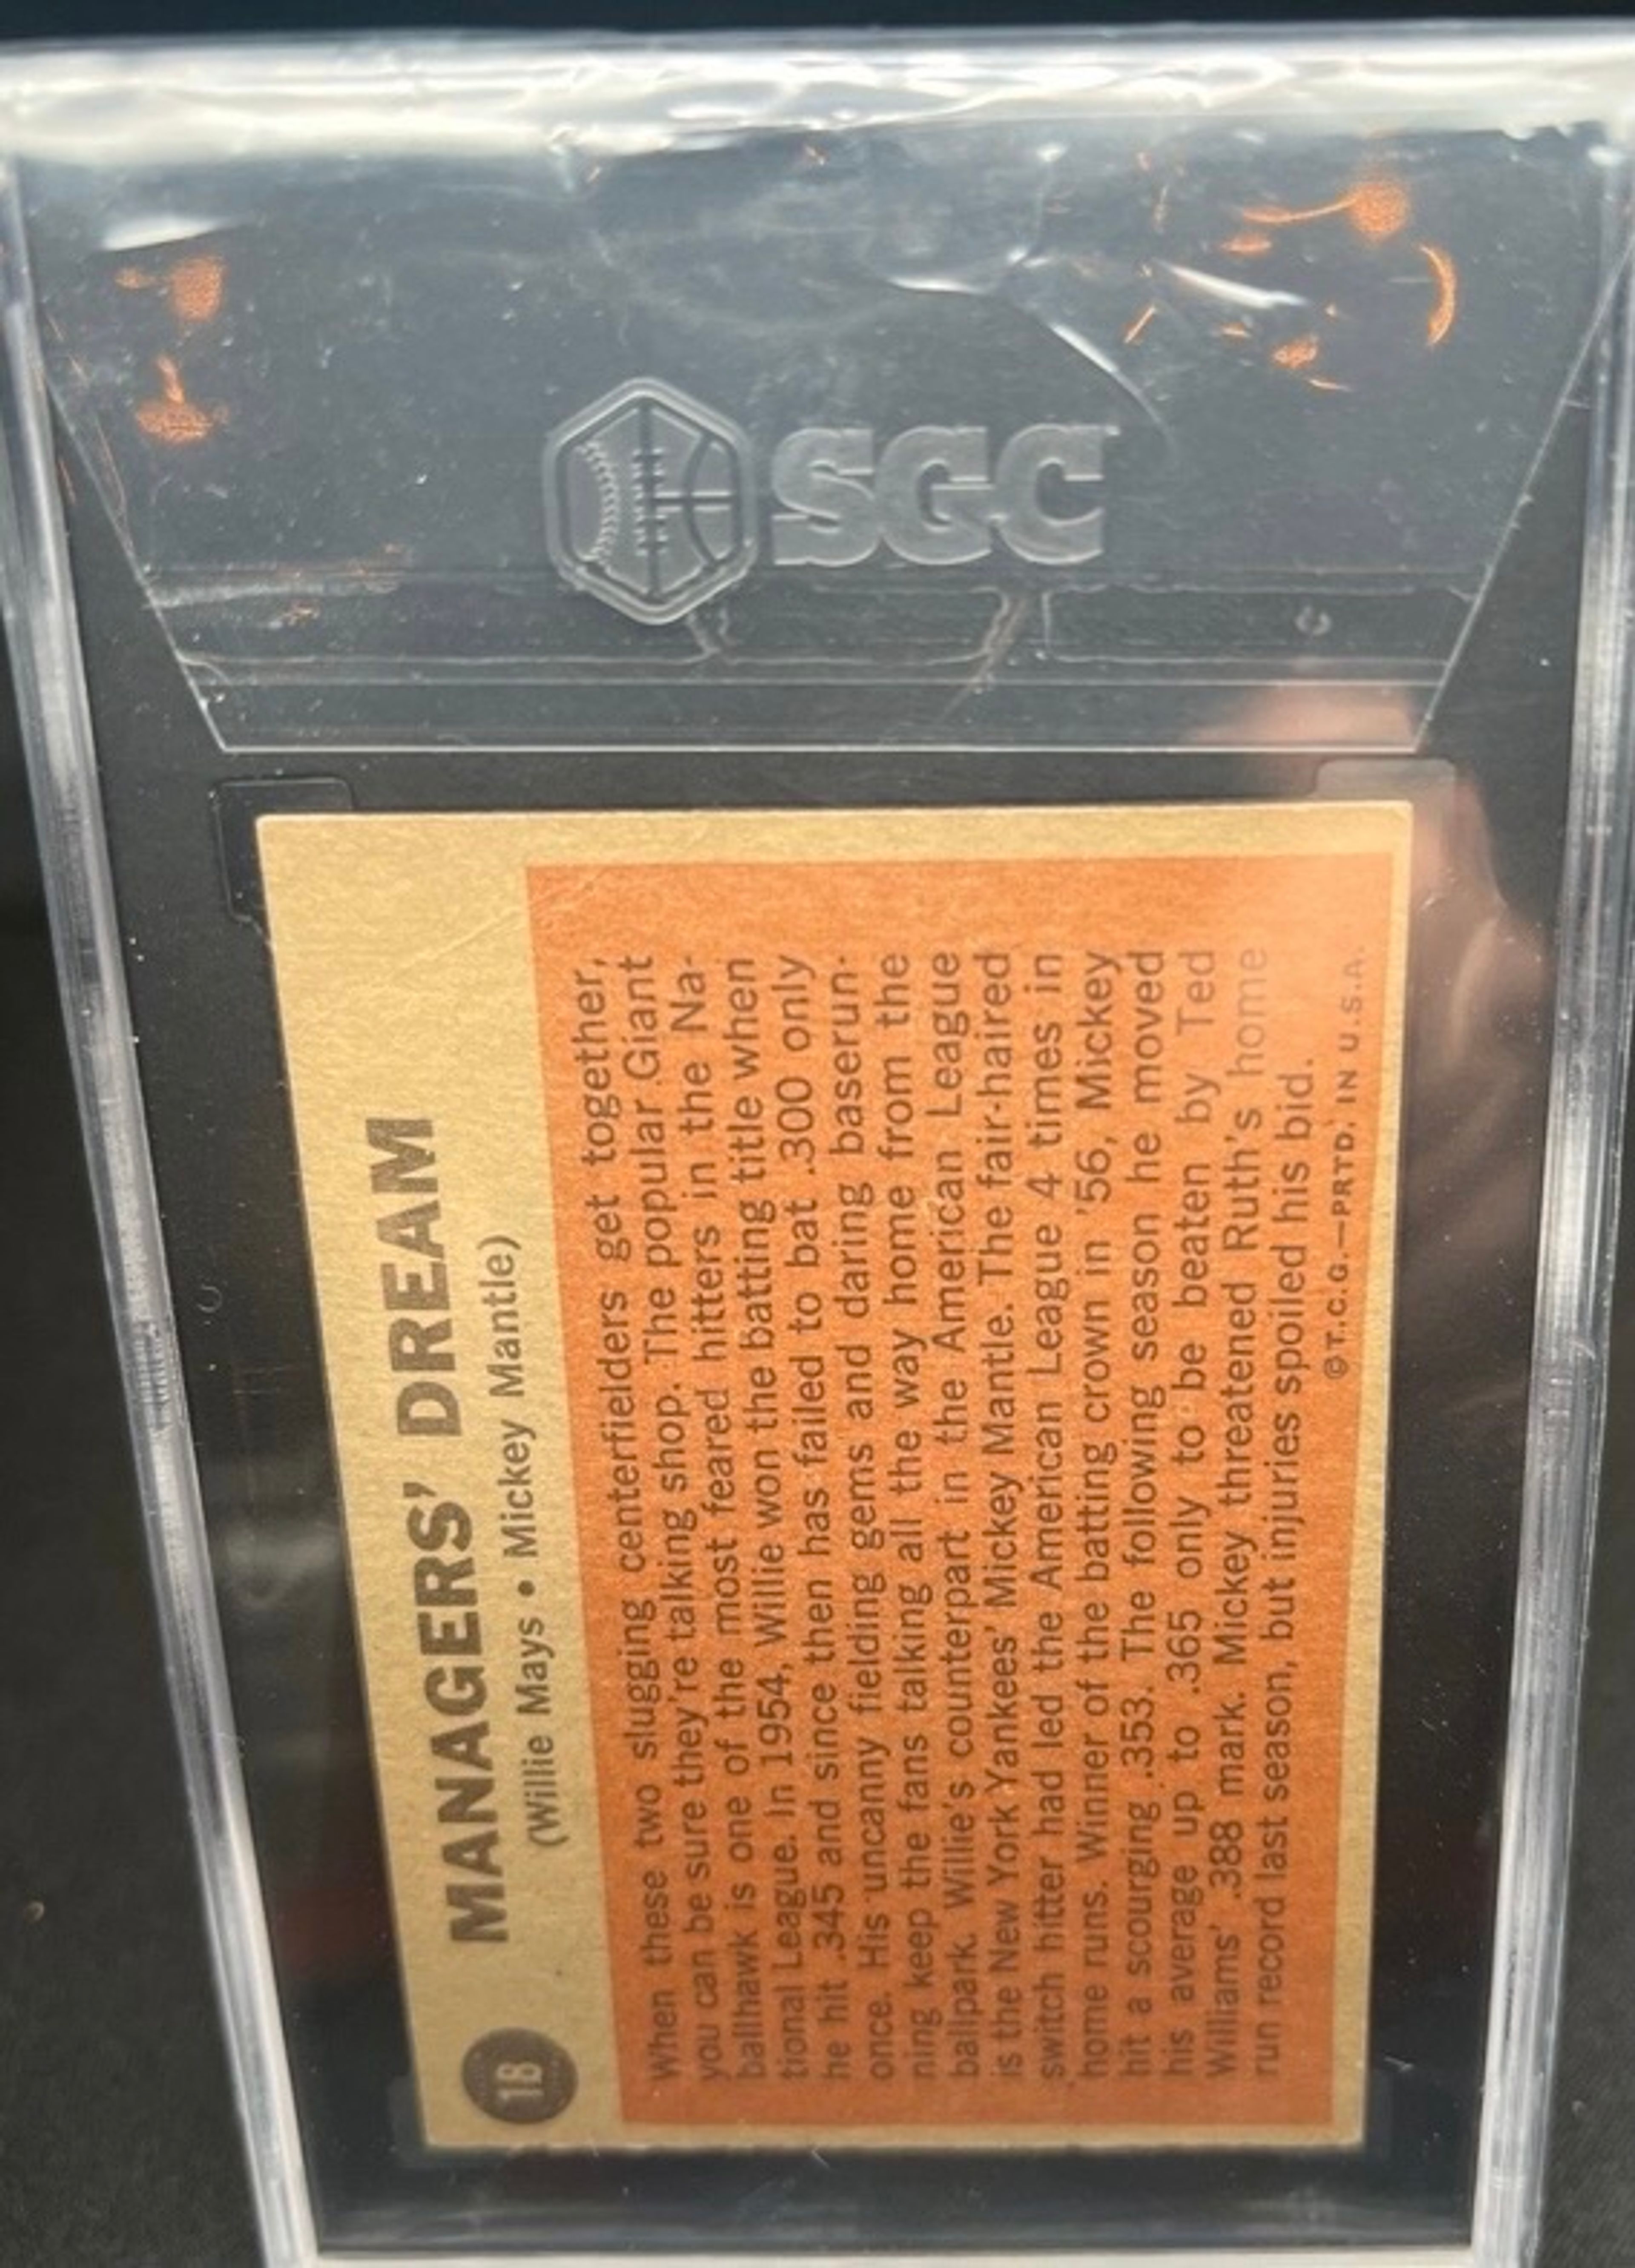 SGC
18
MANAGERS' DREAM
(Willie Mays • Mickey Mantle)
When these two slugging centerfielders get together,
you can be sure they're talking shop. The popular Giant
ballhawk is one of the most feared hitters in the Na-
tional League. In 1954, Willie won the batting title when
he hit .345 and since then has failed to bat .300 only
once. His uncanny fielding gems and daring baserun-
ning keep the fans talking all the way home from the
ballpark. Willie's counterpart in the American League
is the New York Yankees' Mickey Mantle. The fair-haired
switch hitter had led the American League 4 times in
home runs. Winner of the batting crown in '56, Mickey
hit a scourging .353. The following season he moved
his average up to .365 only to be beaten by Ted
Williams' .388 mark. Mickey threatened Ruth's home
run record last season, but injuries spoiled his bid.
©T.C.G.—PRTD. IN U.S.A.